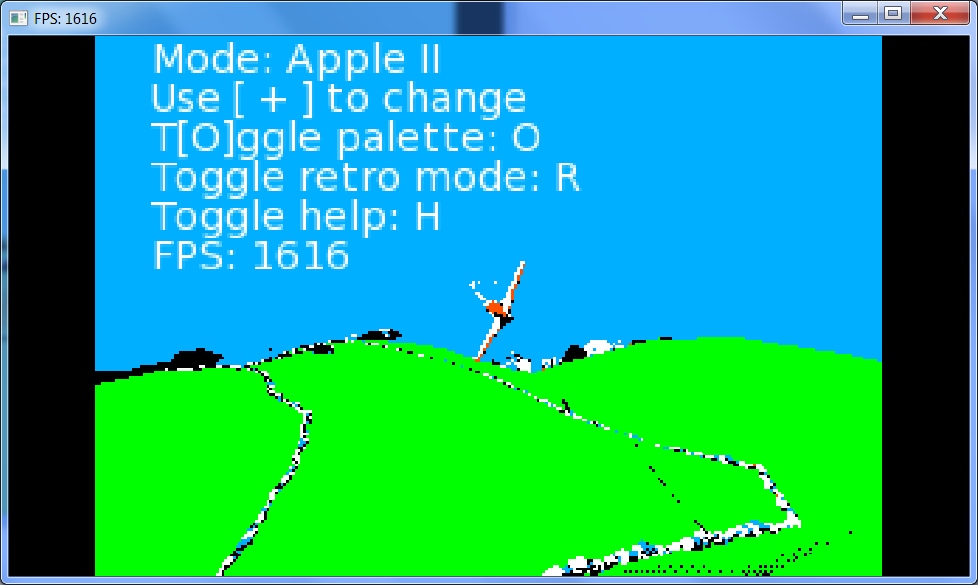 FPS: 1616
Mode: Apple II
Use [ + ] to change
T[O]ggle palette: O
Toggle retro mode: R
Toggle help: H
FPS: 1616